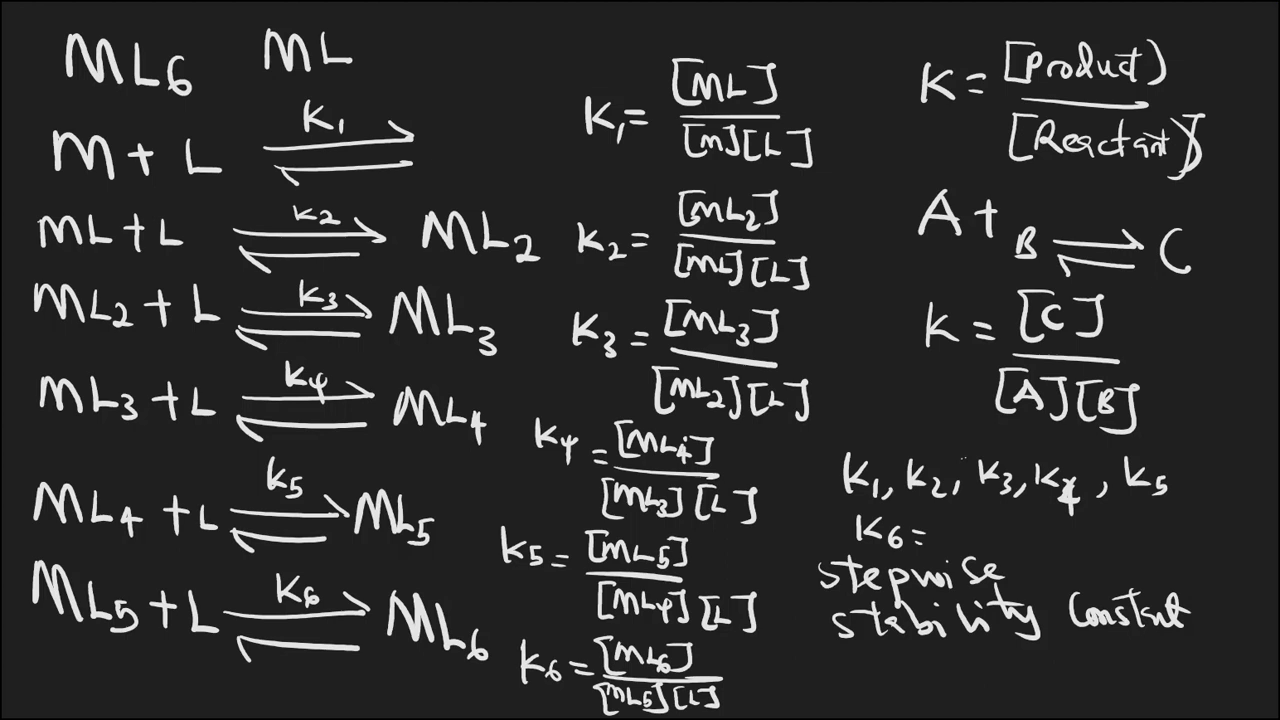 ML6 ML
M + L ⇌ K1
ML + L ⇌ K2 ML2
ML2 + L ⇌ K3 ML3
ML3 + L ⇌ K4 ML4
ML4 + L ⇌ K5 ML5
ML5 + L ⇌ K6 ML6
K1 = [ML] / [M][L]
K2 = [ML2] / [ML][L]
K3 = [ML3] / [ML2][L]
K4 = [ML4] / [ML3][L]
K5 = [ML5] / [ML4][L]
K6 = [ML6] / [ML5][L]
K = [Product) / [Reactant]
A + B ⇌ C
K = [C] / [A][B]
K1, K2, K3, K4, K5
K6 =
stepwise
stability Constant